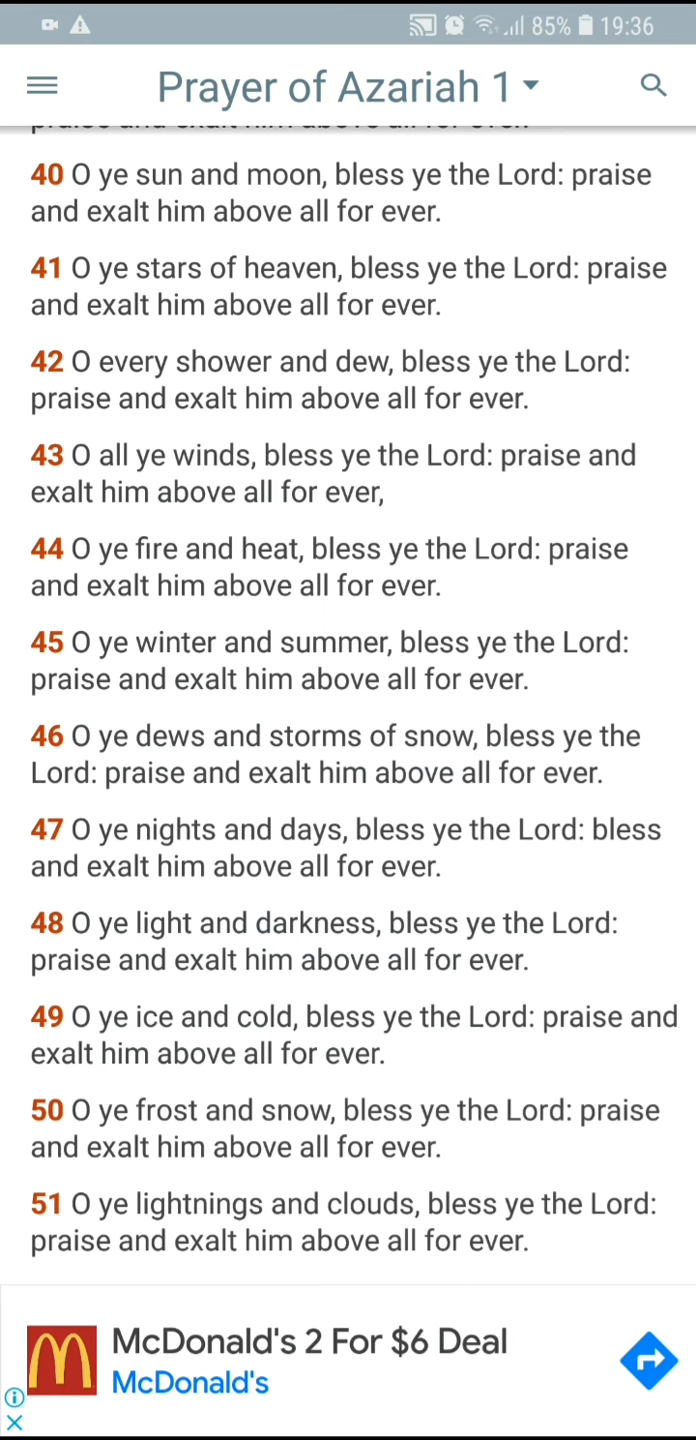 85% 19:36
Prayer of Azariah 1
praise and exalt him above all for ever.
40 O ye sun and moon, bless ye the Lord: praise
and exalt him above all for ever.
41 O ye stars of heaven, bless ye the Lord: praise
and exalt him above all for ever.
42 O every shower and dew, bless ye the Lord:
praise and exalt him above all for ever.
43 O all ye winds, bless ye the Lord: praise and
exalt him above all for ever,
44 O ye fire and heat, bless ye the Lord: praise
and exalt him above all for ever.
45 O ye winter and summer, bless ye the Lord:
praise and exalt him above all for ever.
46 O ye dews and storms of snow, bless ye the
Lord: praise and exalt him above all for ever.
47 O ye nights and days, bless ye the Lord: bless
and exalt him above all for ever.
48 O ye light and darkness, bless ye the Lord:
praise and exalt him above all for ever.
49 O ye ice and cold, bless ye the Lord: praise and
exalt him above all for ever.
50 O ye frost and snow, bless ye the Lord: praise
and exalt him above all for ever.
51 O ye lightnings and clouds, bless ye the Lord:
praise and exalt him above all for ever.
McDonald's 2 For $6 Deal
McDonald's